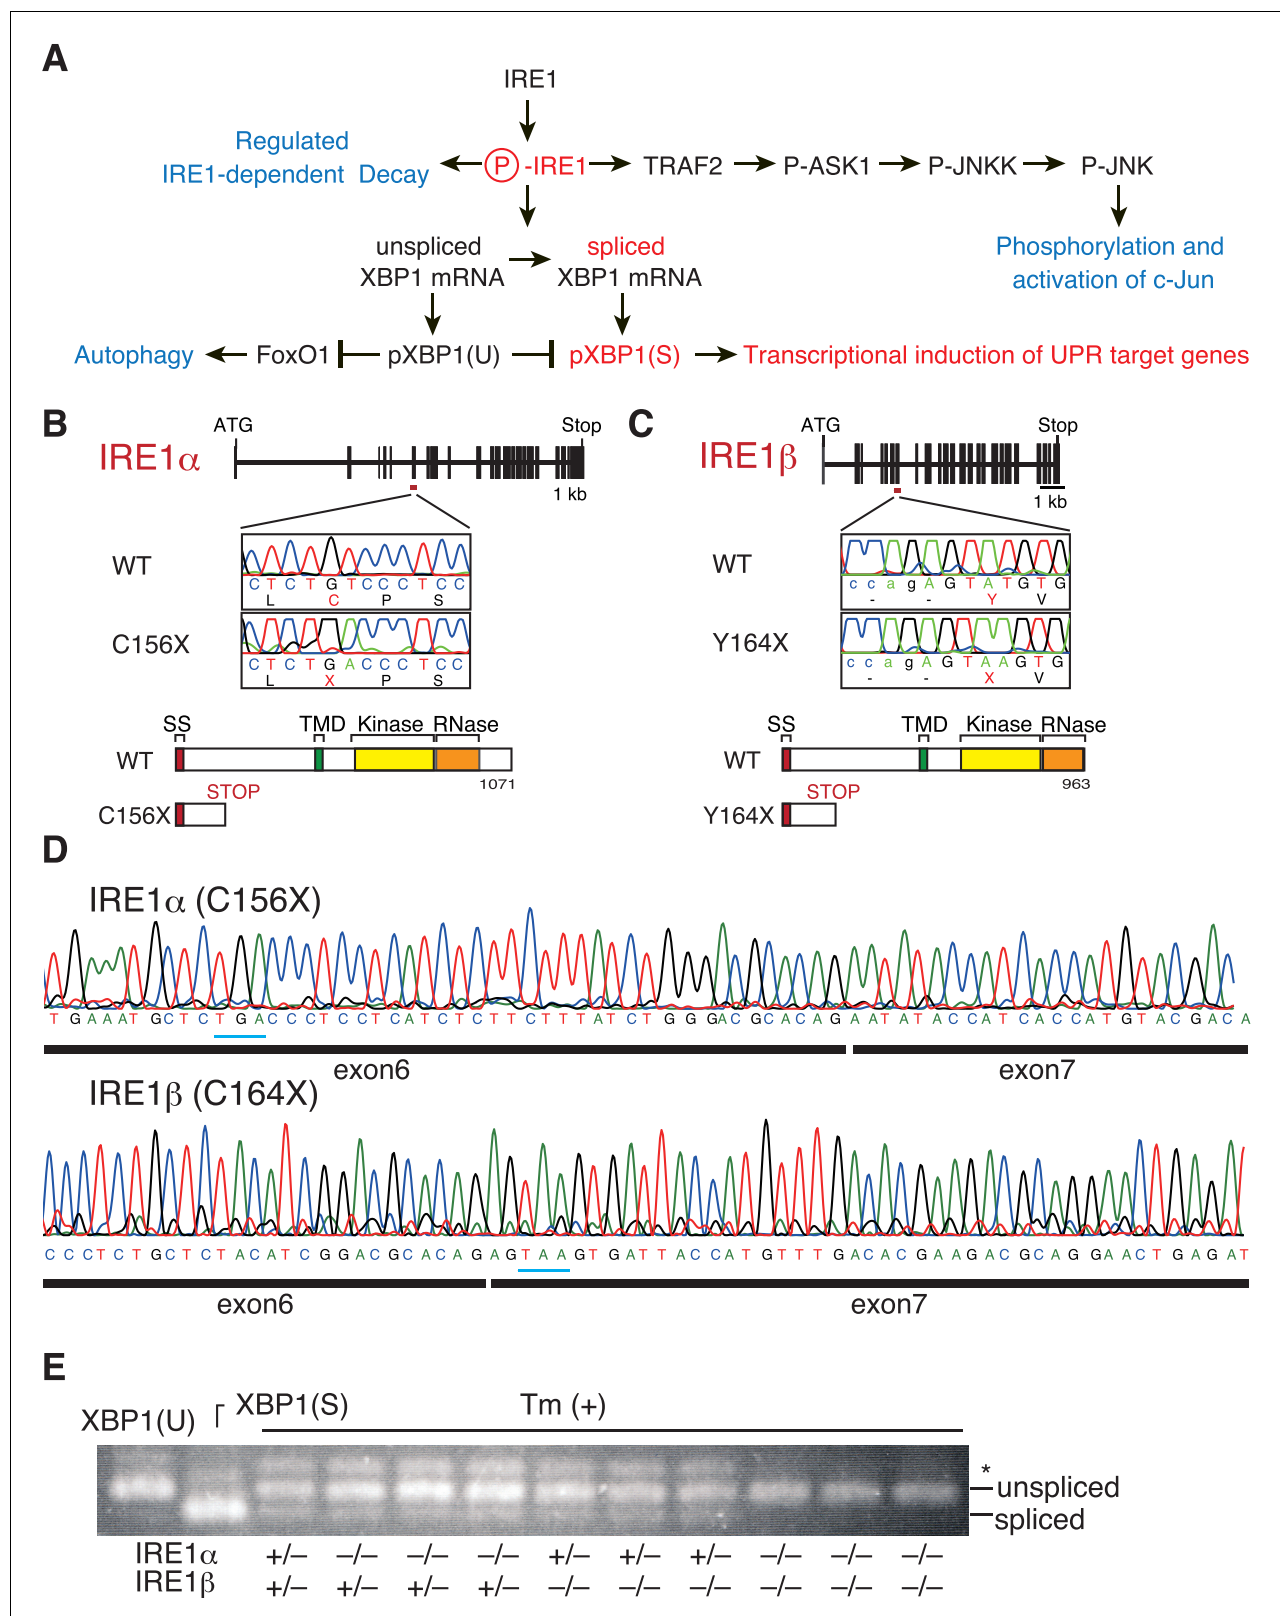 A
IRE1
Regulated
IRE1-dependent Decay
P -IRE1
TRAF2
P-ASK1
P-JNKK
P-JNK
unspliced
XBP1 mRNA
spliced
XBP1 mRNA
Phosphorylation and
activation of c-Jun
Autophagy
FoxO1
pXBP1(U)
pXBP1(S)
Transcriptional induction of UPR target genes
B
IRE1α
ATG
Stop
1 kb
WT
C T C T G T C C C T C C
L C P S
C156X
C T C T G A C C C T C C
L X P S
SS TMD Kinase RNase
WT
1071
STOP
C156X
C
IRE1β
ATG
Stop
1 kb
WT
c c a g A G T A T G T G
- - Y V
Y164X
c c a g A G T A A G T G
- - X V
SS TMD Kinase RNase
WT
963
STOP
Y164X
D
IRE1α (C156X)
T G A A A T G C T C T G A C C C T C C T C A T C T C T T C T T T A T C T G G G A C G C A C A G A A T A T A C C A T C A C C A T G T A C G A C A
exon6 exon7
IRE1β (C164X)
C C C T C T G C T C T A C A T C G G A C G C A C A G A G T A A G T G A T T A C C A T G T T T G A C A C G A A G A C G C A G G A A C T G A G A T
exon6 exon7
E
XBP1(U) XBP1(S) Tm (+)
*
unspliced
spliced
IRE1α +/– –/– –/– –/– +/– +/– +/– –/– –/– –/–
IRE1β +/– +/– +/– +/– –/– –/– –/– –/– –/– –/–